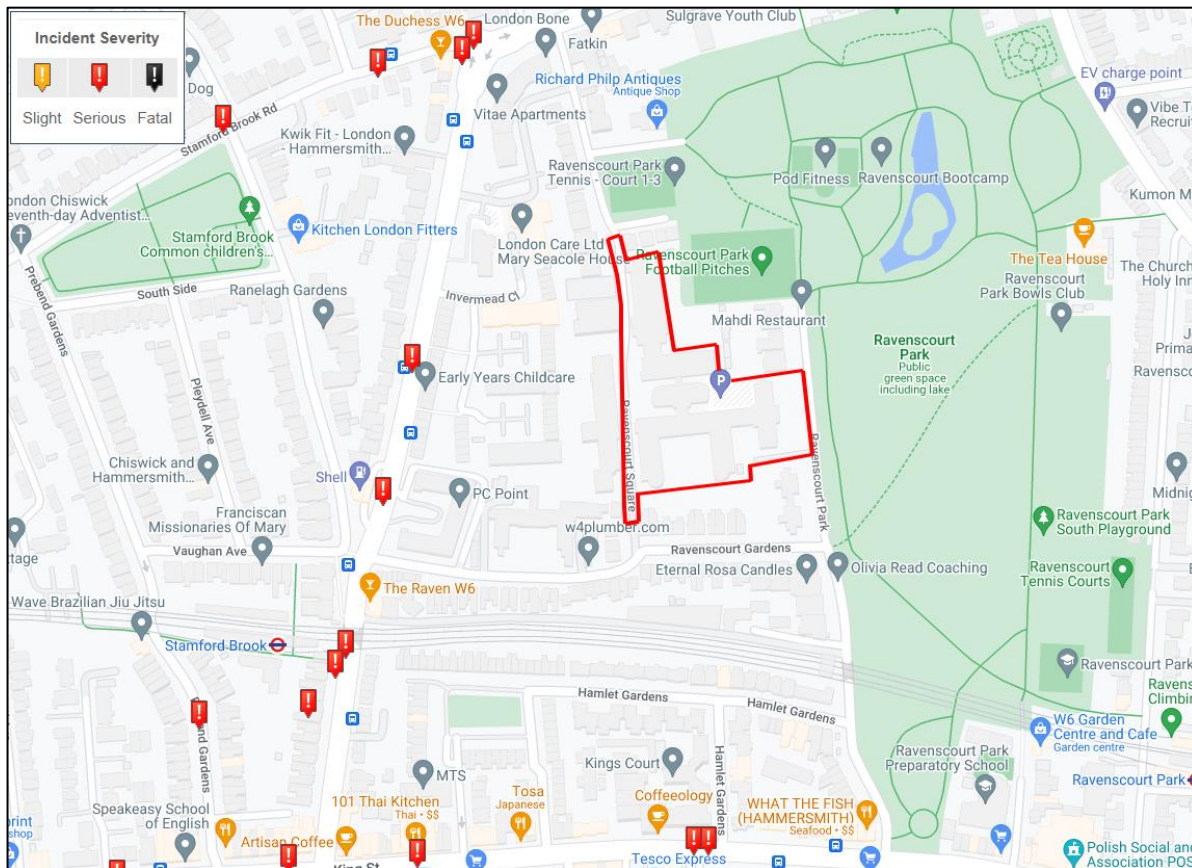 Incident Severity
Slight
Serious
Fatal
Dog
The Duchess W6
London Bone
Sulgrave Youth Club
Fatkin
Richard Philp Antiques
Antique Shop
EV charge point
Vitae Apartments
Stamford Brook Rd
Kwik Fit - London
- Hammersmith...
Ravenscourt Park
Tennis - Court 1-3
Pod Fitness
Ravenscourt Bootcamp
Kumon
Stamford Brook
Common children's...
Kitchen London Fitters
London Care Ltd
Mary Seacole House
Ravenscourt Park
Football Pitches
The Tea House
Ravenscourt
Park Bowls Club
The Church
Holy
Prebend Gardens
South Side
Ranelagh Gardens
Invermead Cl
Mahdi Restaurant
Ravenscourt
Park
Public
green space
including lake
Early Years Childcare
P
Pleydell Ave
Ravenscourt Square
Ravenscourt Park
Chiswick and
Hammersmith...
Shell
PC Point
Franciscan
Missionaries Of Mary
w4plumber.com
Ravenscourt Park
South Playground
Vaughan Ave
Ravenscourt Gardens
Eternal Rosa Candles
Olivia Read Coaching
Ravenscourt
Tennis Courts
The Raven W6
Wave Brazilian Jiu Jitsu
Stamford Brook
Ravenscourt Park
Hamlet Gardens
Hamlet Gardens
W6 Garden
Centre and Cafe
Garden centre
Ravenscourt Park
Preparatory School
Ravenscourt Park
Kings Court
Hamlet Gardens
MTS
Speakeasy School
of English
101 Thai Kitchen
Thai • $$
Tosa
Japanese
Coffeeology
WHAT THE FISH
(HAMMERSMITH)
Seafood • $$
Artisan Coffee
King St
Tesco Express
Polish Social and
Association